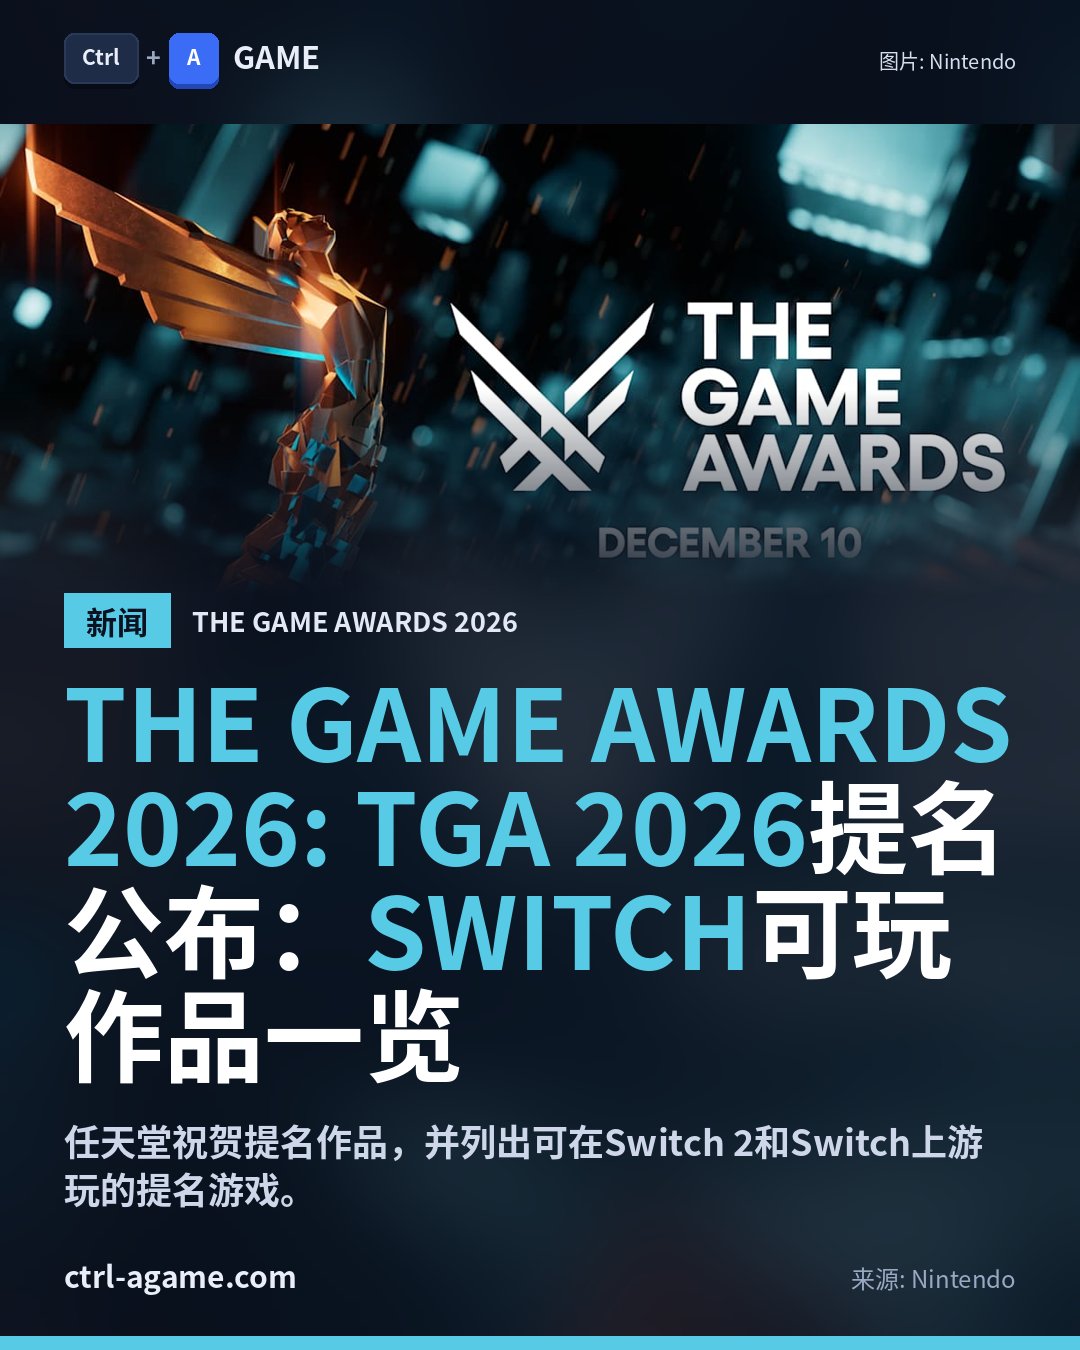 Ctrl + A GAME
图片: Nintendo
THE
GAME
AWARDS
DECEMBER 10
新闻 THE GAME AWARDS 2026
THE GAME AWARDS
2026: TGA 2026提名
公布：SWITCH可玩
作品一览
任天堂祝贺提名作品，并列出可在Switch 2和Switch上游
玩的提名游戏。
ctrl-agame.com
来源: Nintendo